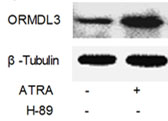 ORMDL3
β -Tubulin
ATRA - +
H-89 - -